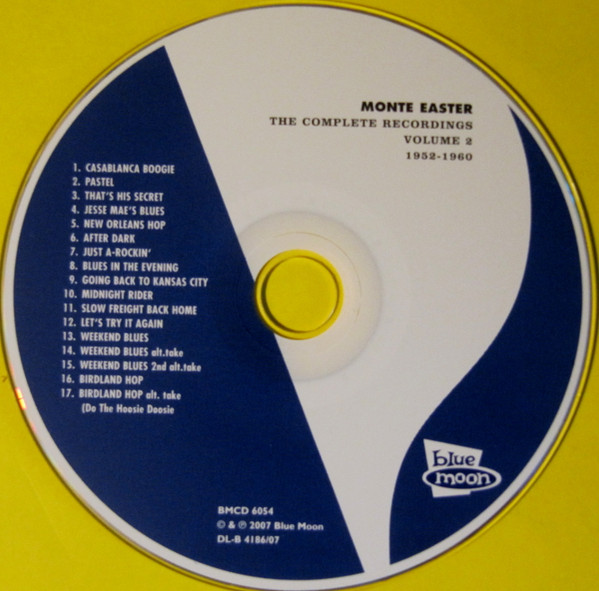 MONTE EASTER
THE COMPLETE RECORDINGS
VOLUME 2
1952-1960
1. CASABLANCA BOOGIE
2. PASTEL
3. THAT'S HIS SECRET
4. JESSE MAE'S BLUES
5. NEW ORLEANS HOP
6. AFTER DARK
7. JUST A-ROCKIN'
8. BLUES IN THE EVENING
9. GOING BACK TO KANSAS CITY
10. MIDNIGHT RIDER
11. SLOW FREIGHT BACK HOME
12. LET'S TRY IT AGAIN
13. WEEKEND BLUES
14. WEEKEND BLUES alt.take
15. WEEKEND BLUES 2nd alt.take
16. BIRDLAND HOP
17. BIRDLAND HOP alt. take
(Do The Hoosie Doosie
blue
moon
BMCD 6054
© & ℗ 2007 Blue Moon
DL-B 4186/07